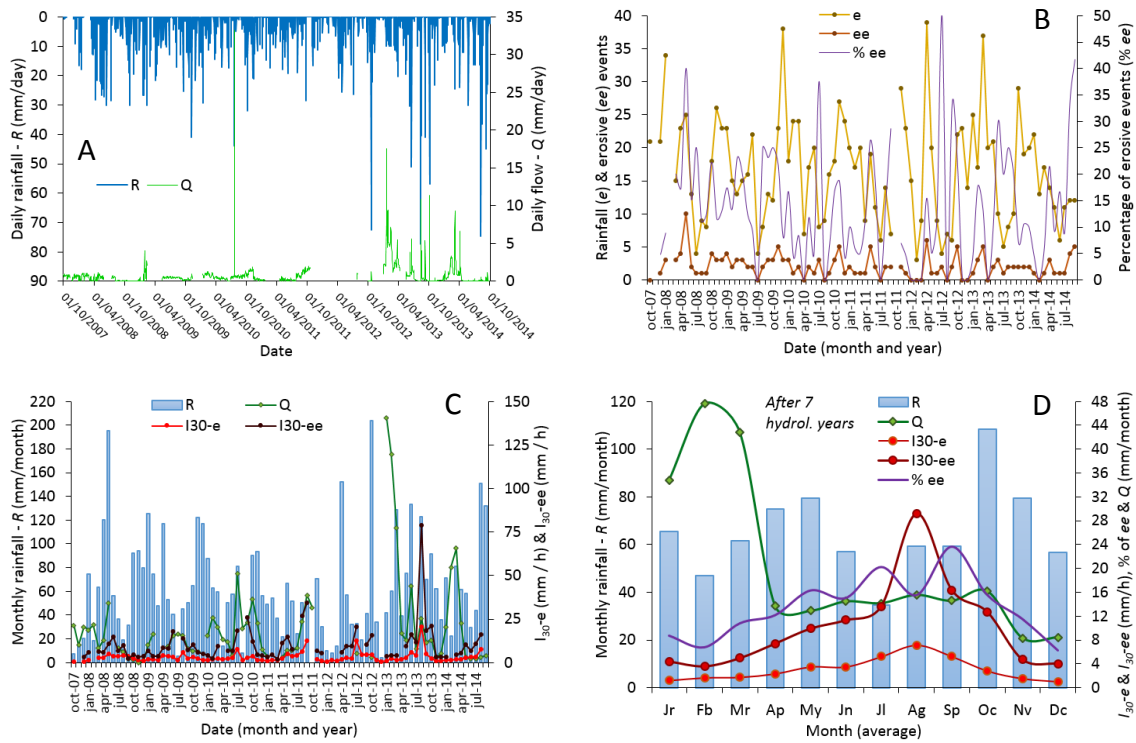 A
Daily rainfall - R (mm/day)
0
10
20
30
40
50
60
70
80
90
35
30
25
20
15
10
5
0
Daily flow - Q (mm/day)
R
Q
01/10/2007
01/04/2008
01/10/2008
01/04/2009
01/10/2009
01/04/2010
01/10/2010
01/04/2011
01/10/2011
01/04/2012
01/10/2012
01/04/2013
01/10/2013
01/04/2014
01/10/2014
Date
B
Rainfall (e) & erosive (ee) events
40
35
30
25
20
15
10
5
0
50
45
40
35
30
25
20
15
10
5
0
Percentage of erosive events (% ee)
e
ee
% ee
oct-07
jan-08
apr-08
jul-08
oct-08
jan-09
apr-09
jul-09
oct-09
jan-10
apr-10
jul-10
oct-10
jan-11
apr-11
jul-11
oct-11
jan-12
apr-12
jul-12
oct-12
jan-13
apr-13
jul-13
oct-13
jan-14
apr-14
jul-14
Date (month and year)
C
Monthly rainfall - R (mm/month)
220
200
180
160
140
120
100
80
60
40
20
0
150
125
100
75
50
25
0
I30-e (mm / h) & I30-ee (mm / h)
R
Q
I30-e
I30-ee
oct-07
jan-08
apr-08
jul-08
oct-08
jan-09
apr-09
jul-09
oct-09
jan-10
apr-10
jul-10
oct-10
jan-11
apr-11
jul-11
oct-11
jan-12
apr-12
jul-12
oct-12
jan-13
apr-13
jul-13
oct-13
jan-14
apr-14
jul-14
Date (month and year)
D
After 7
hydrol. years
Monthly rainfall - R (mm/month)
120
100
80
60
40
20
0
48
44
40
36
32
28
24
20
16
12
8
4
0
I30-e & I30-ee (mm/h), % of ee & Q (mm/month)
R
Q
I30-e
I30-ee
% ee
Jr
Fb
Mr
Ap
My
Jn
Jl
Ag
Sp
Oc
Nv
Dc
Month (average)